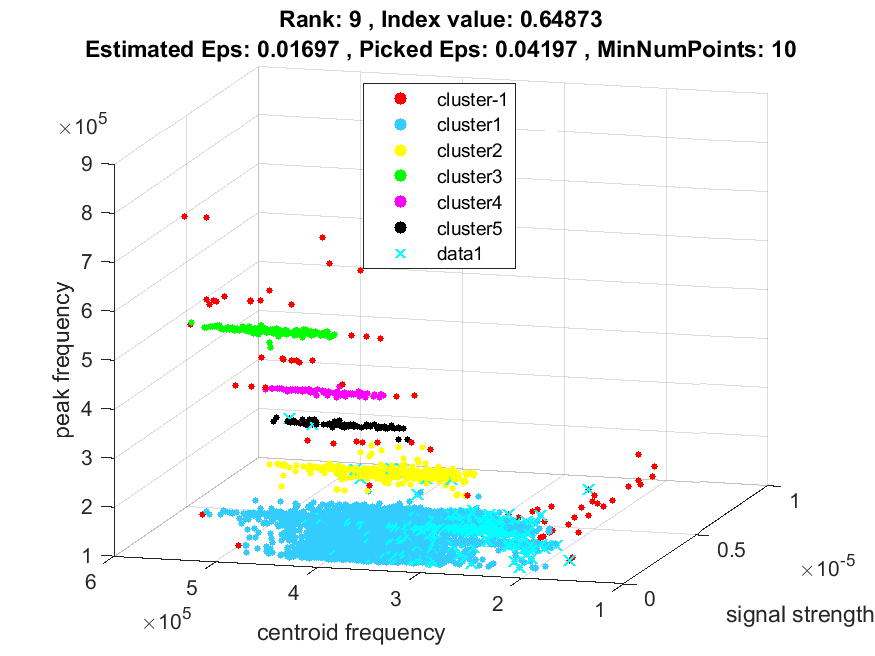 Rank: 9 , Index value: 0.64873
Estimated Eps: 0.01697 , Picked Eps: 0.04197 , MinNumPoints: 10
×10^5
9
8
7
6
5
4
3
2
1
peak frequency
cluster-1
cluster1
cluster2
cluster3
cluster4
cluster5
data1
6
5
4
3
2
1
×10^5
centroid frequency
0
0.5
1
×10^-5
signal strength